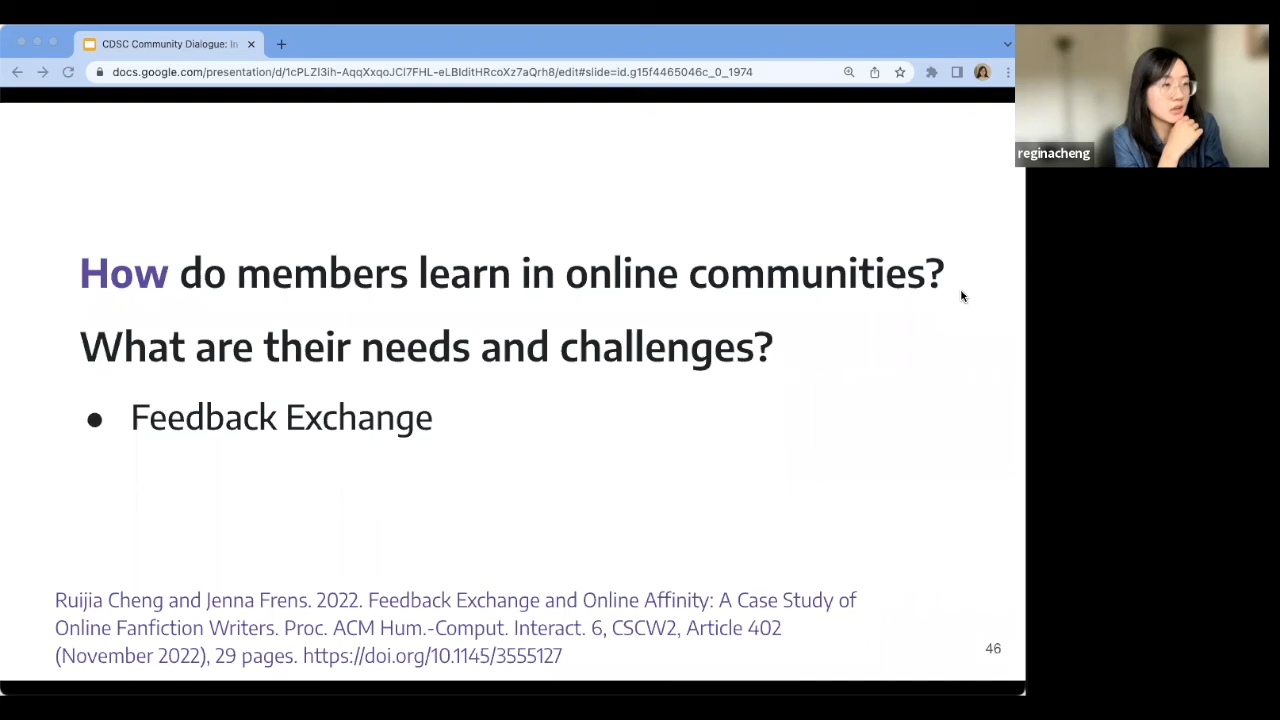 CDSC Community Dialogue: In
docs.google.com/presentation/d/1cPLZl3ih-AqqXxqoJCl7FHL-eLBIditHRcoXz7aQrh8/edit#slide=id.g15f4465046c_0_1974
reginacheng
How do members learn in online communities?
What are their needs and challenges?
● Feedback Exchange
Ruijia Cheng and Jenna Frens. 2022. Feedback Exchange and Online Affinity: A Case Study of
Online Fanfiction Writers. Proc. ACM Hum.-Comput. Interact. 6, CSCW2, Article 402
(November 2022), 29 pages. https://doi.org/10.1145/3555127
46